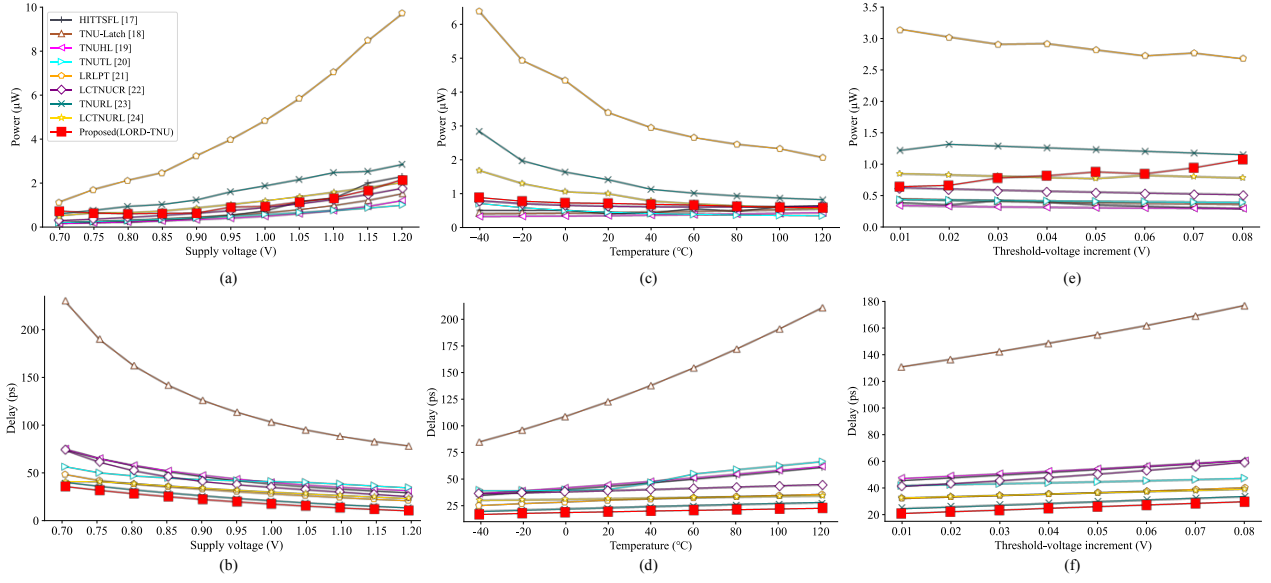 HITTSFL [17]
TNU-Latch [18]
TNUHL [19]
TNUTL [20]
LRLPT [21]
LCTNUCR [22]
TNURL [23]
LCTNURL [24]
Proposed(LORD-TNU)
Power (μW)
10
8
6
4
2
0
0.70 0.75 0.80 0.85 0.90 0.95 1.00 1.05 1.10 1.15 1.20
Supply voltage (V)
(a)
Power (μW)
6
5
4
3
2
1
0
-40 -20 0 20 40 60 80 100 120
Temperature (°C)
(c)
Power (μW)
3.5
3.0
2.5
2.0
1.5
1.0
0.5
0.0
0.01 0.02 0.03 0.04 0.05 0.06 0.07 0.08
Threshold-voltage increment (V)
(e)
Delay (ps)
200
150
100
50
0
0.70 0.75 0.80 0.85 0.90 0.95 1.00 1.05 1.10 1.15 1.20
Supply voltage (V)
(b)
Delay (ps)
200
175
150
125
100
75
50
25
-40 -20 0 20 40 60 80 100 120
Temperature (°C)
(d)
Delay (ps)
180
160
140
120
100
80
60
40
20
0.01 0.02 0.03 0.04 0.05 0.06 0.07 0.08
Threshold-voltage increment (V)
(f)